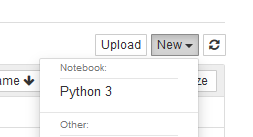 Upload New
Notebook:
ame ze
Python 3
Other: